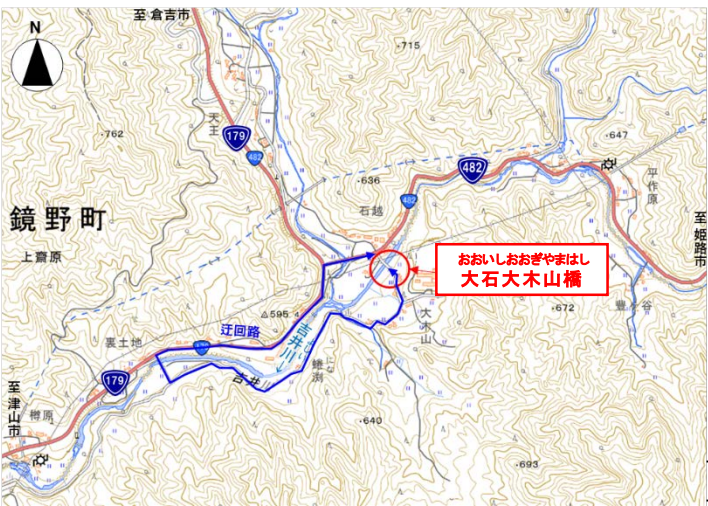 至 倉吉市
N
・715
・762
天王
179
482
・647
482
平作原
・636
482
石越
至姫路市
鏡野町
上齋原
おおいしおおぎやまはし
大石大木山橋
△595.4
迂回路
吉井川
大木山
・672
豊ヶ谷
裏土地
179
吉井
至津山市
樽原
・640
・693